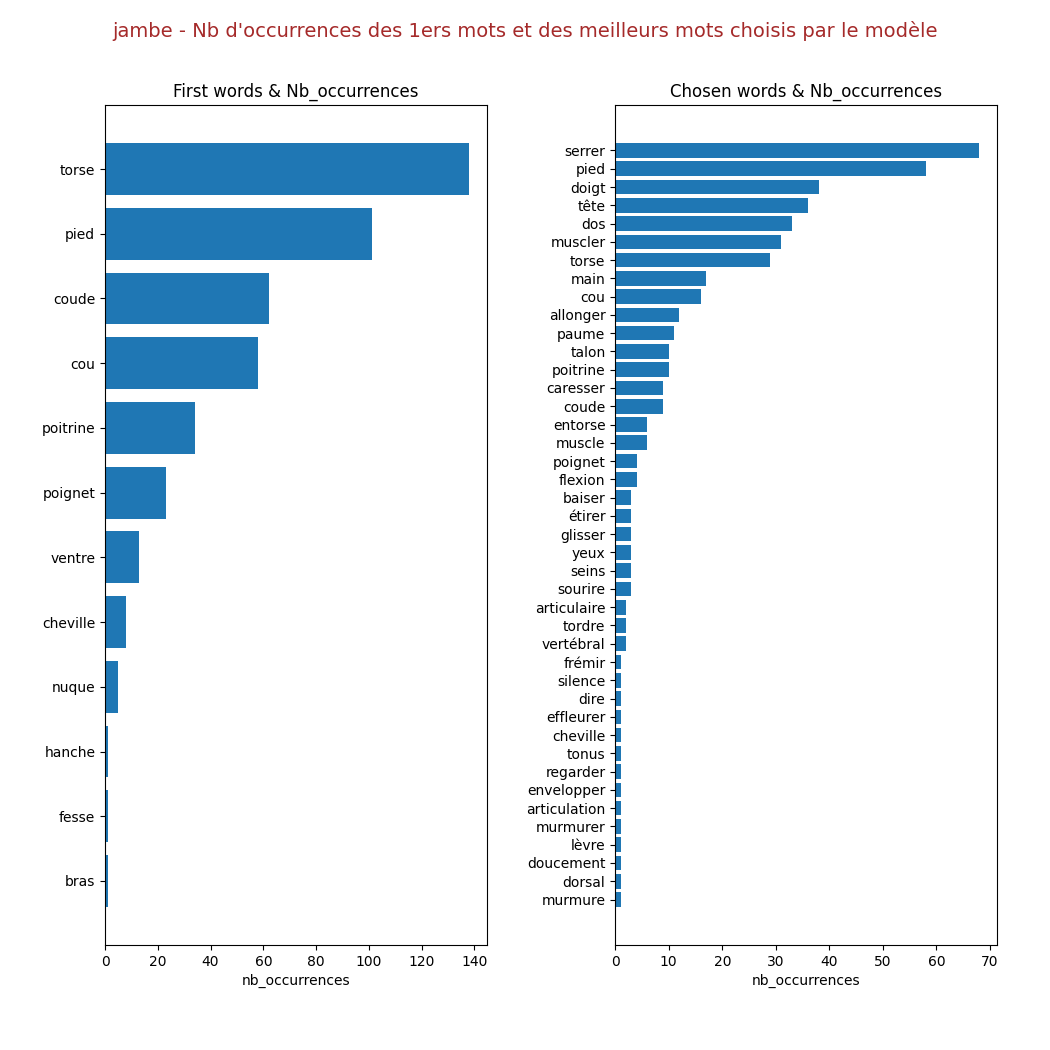 jambe - Nb d'occurrences des 1ers mots et des meilleurs mots choisis par le modèle
First words & Nb_occurrences
torse
pied
coude
cou
poitrine
poignet
ventre
cheville
nuque
hanche
fesse
bras
0 20 40 60 80 100 120 140
nb_occurrences
Chosen words & Nb_occurrences
serrer
pied
doigt
tête
dos
muscler
torse
main
cou
allonger
paume
talon
poitrine
caresser
coude
entorse
muscle
poignet
flexion
baiser
étirer
glisser
yeux
seins
sourire
articulaire
tordre
vertébral
frémir
silence
dire
effleurer
cheville
tonus
regarder
envelopper
articulation
murmurer
lèvre
doucement
dorsal
murmure
0 10 20 30 40 50 60 70
nb_occurrences